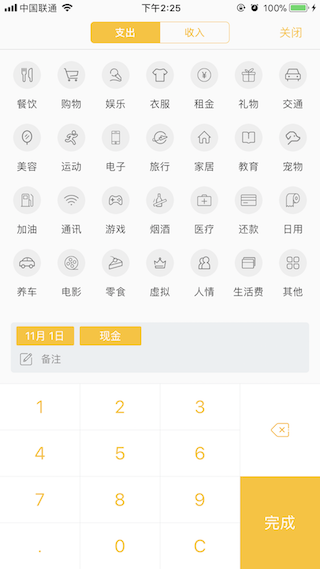 中国联通 下午2:25
支出 收入 关闭
餐饮 购物 娱乐 衣服 租金 礼物 交通
美容 运动 电子 旅行 家居 教育 宠物
加油 通讯 游戏 烟酒 医疗 还款 日用
养车 电影 零食 虚拟 人情 生活费 其他
11月 1日 现金
备注
1 2 3
4 5 6
7 8 9 完成
. 0 C